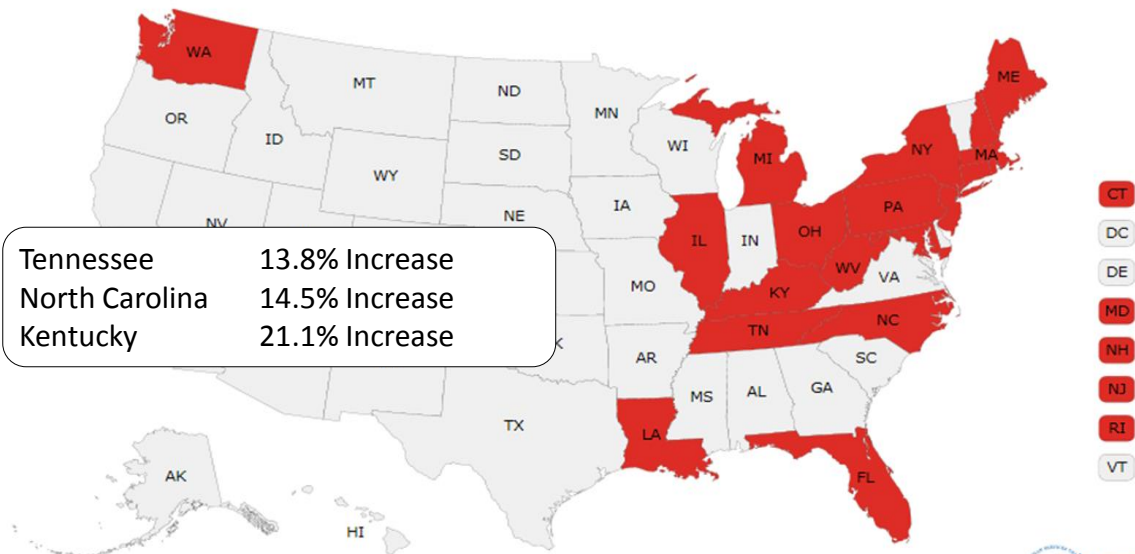 WA
ME
MT
ND
MN
OR
ID
WI
NY
MA
SD
MI
WY
CT
IA
PA
NE
NV
IL
IN
OH
DC
WV
VA
DE
Tennessee 13.8% Increase
North Carolina 14.5% Increase
Kentucky 21.1% Increase
MO
KY
MD
NC
TN
NH
AR
SC
MS
AL
GA
NJ
TX
LA
RI
VT
AK
FL
HI